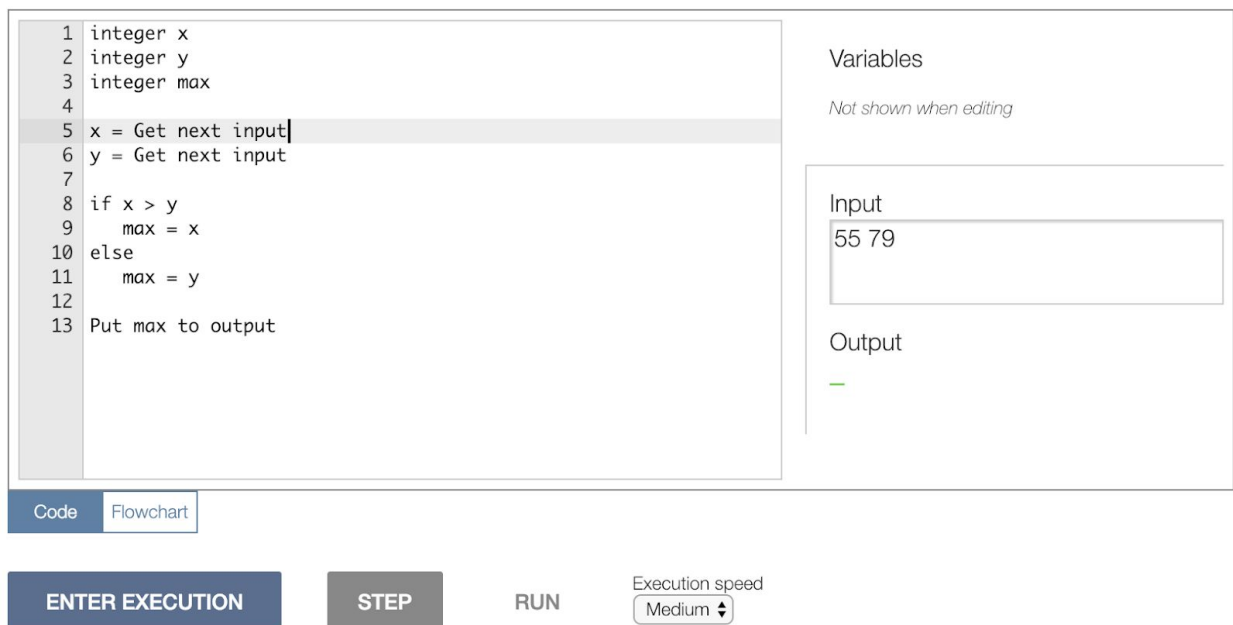 1 integer x
2 integer y
3 integer max
4
5 x = Get next input
6 y = Get next input
7
8 if x > y
9    max = x
10 else
11    max = y
12
13 Put max to output
Variables
Not shown when editing
Input
55 79
Output
Code Flowchart
ENTER EXECUTION STEP RUN
Execution speed
Medium